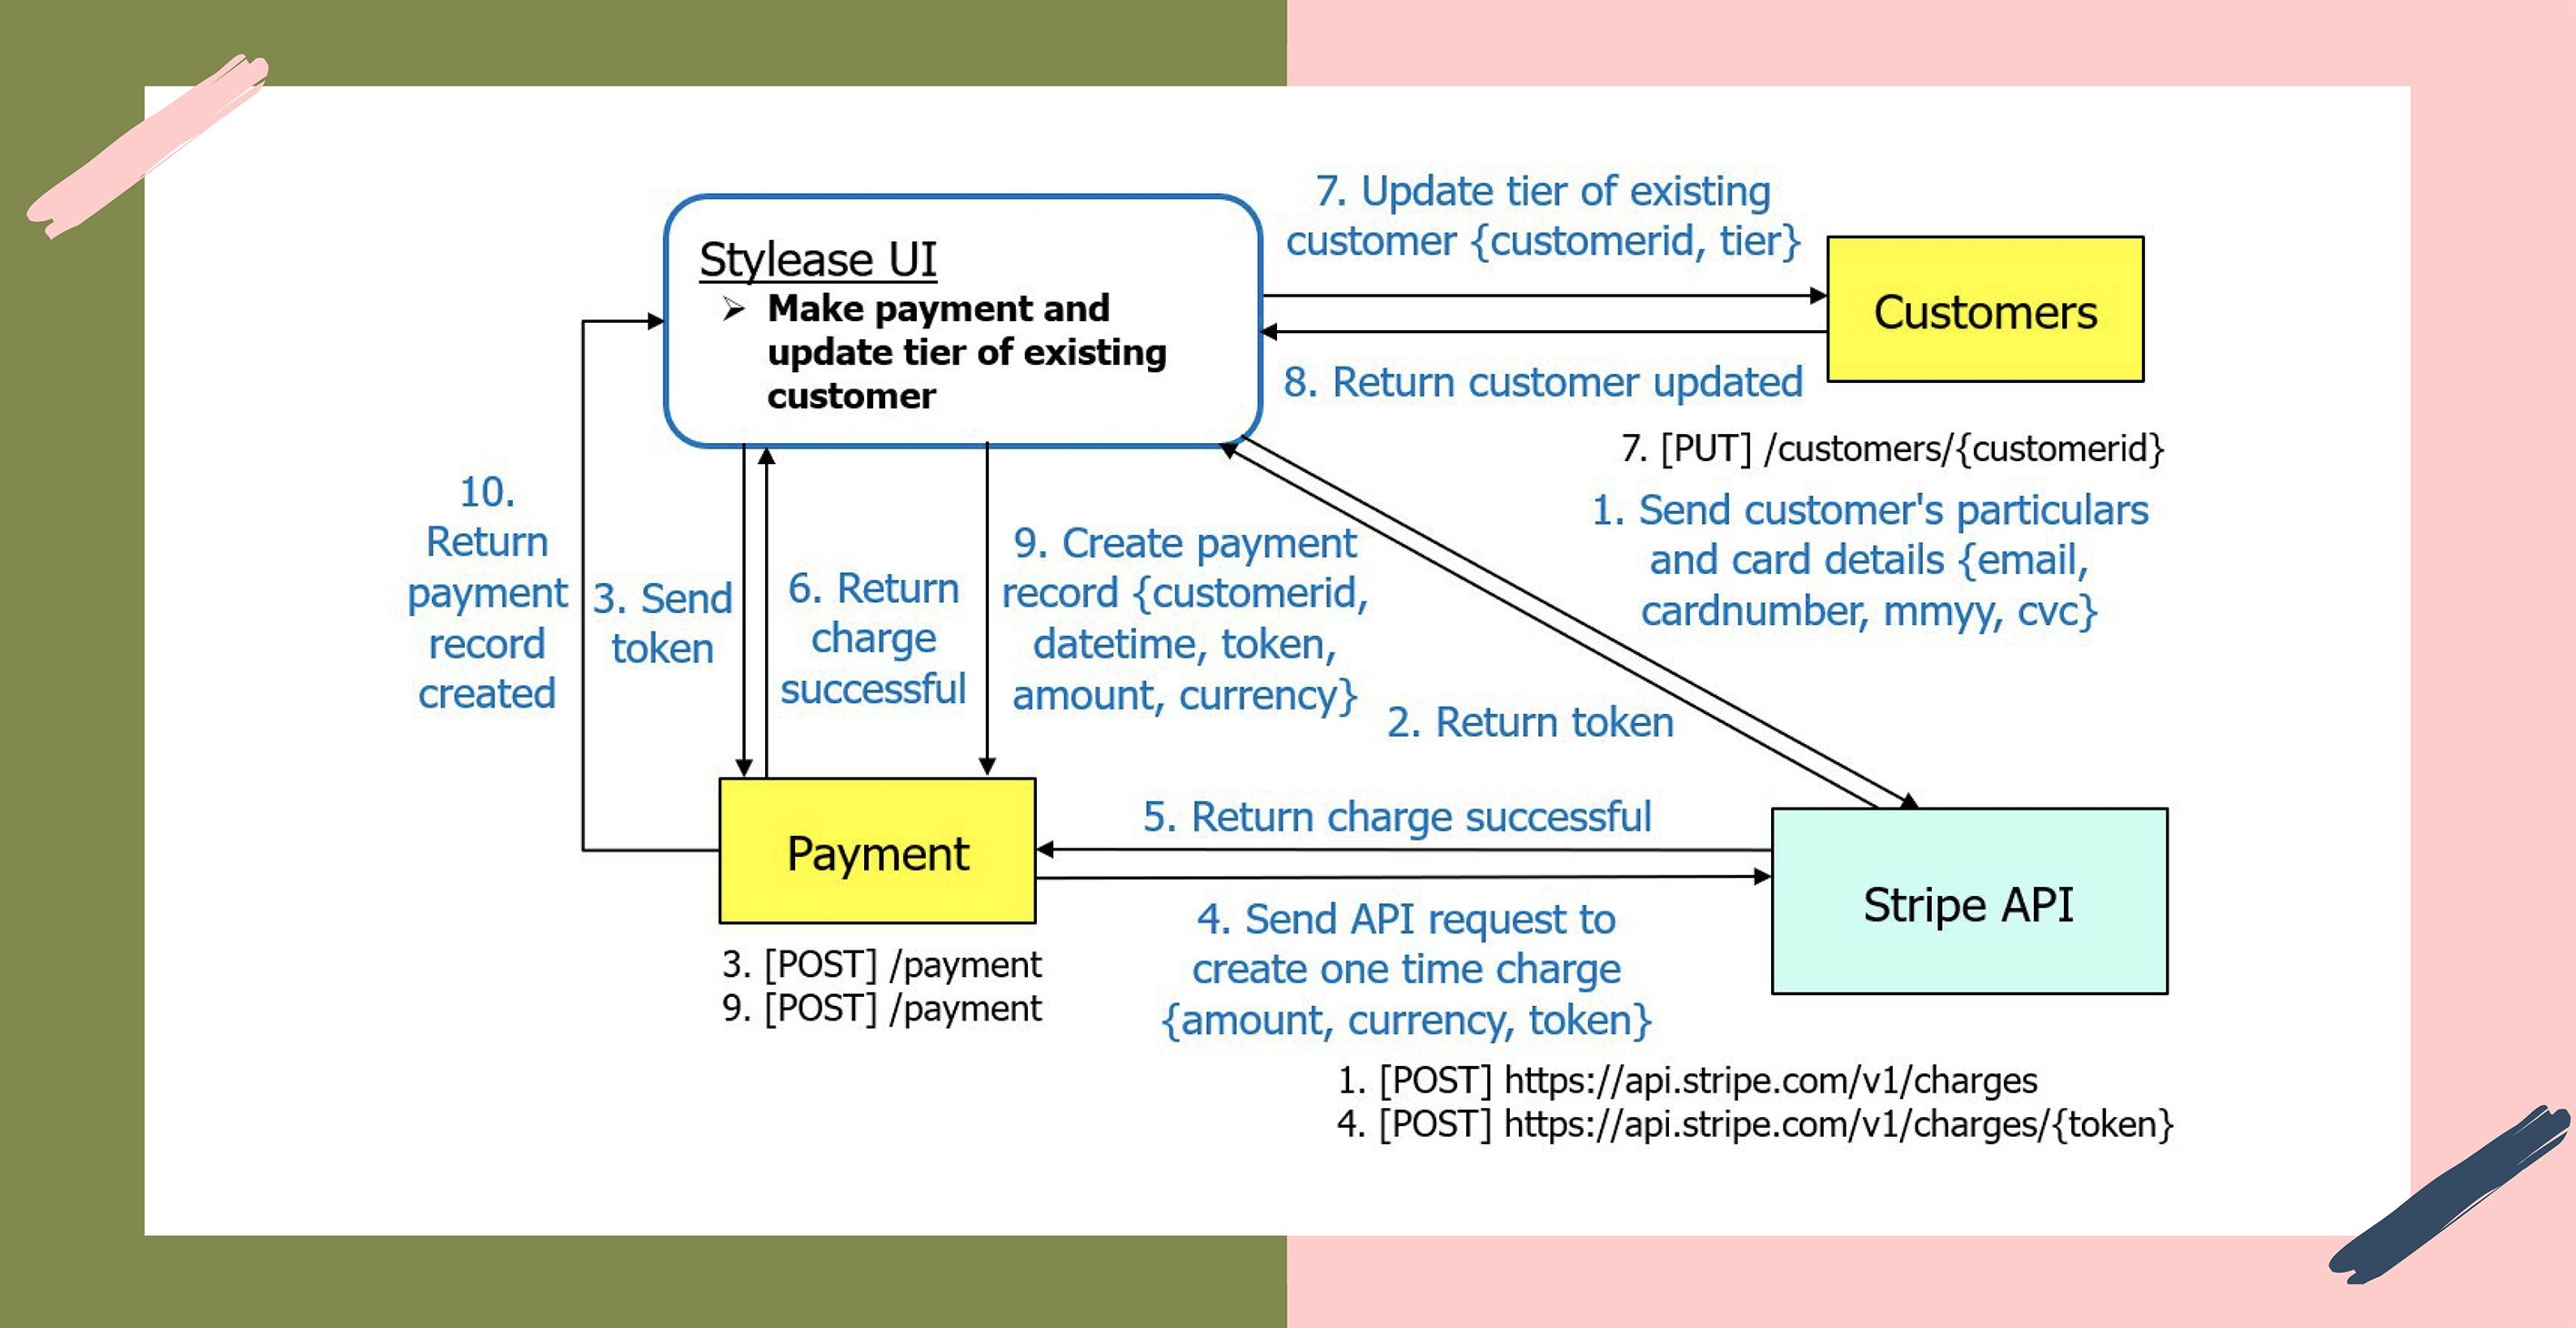 Stylease UI
➢ Make payment and
update tier of existing
customer
7. Update tier of existing
customer {customerid, tier}
Customers
8. Return customer updated
7. [PUT] /customers/{customerid}
1. Send customer's particulars
and card details {email,
cardnumber, mmyy, cvc}
2. Return token
10.
Return
payment
record
created
3. Send
token
6. Return
charge
successful
9. Create payment
record {customerid,
datetime, token,
amount, currency}
Payment
3. [POST] /payment
9. [POST] /payment
5. Return charge successful
4. Send API request to
create one time charge
{amount, currency, token}
Stripe API
1. [POST] https://api.stripe.com/v1/charges
4. [POST] https://api.stripe.com/v1/charges/{token}